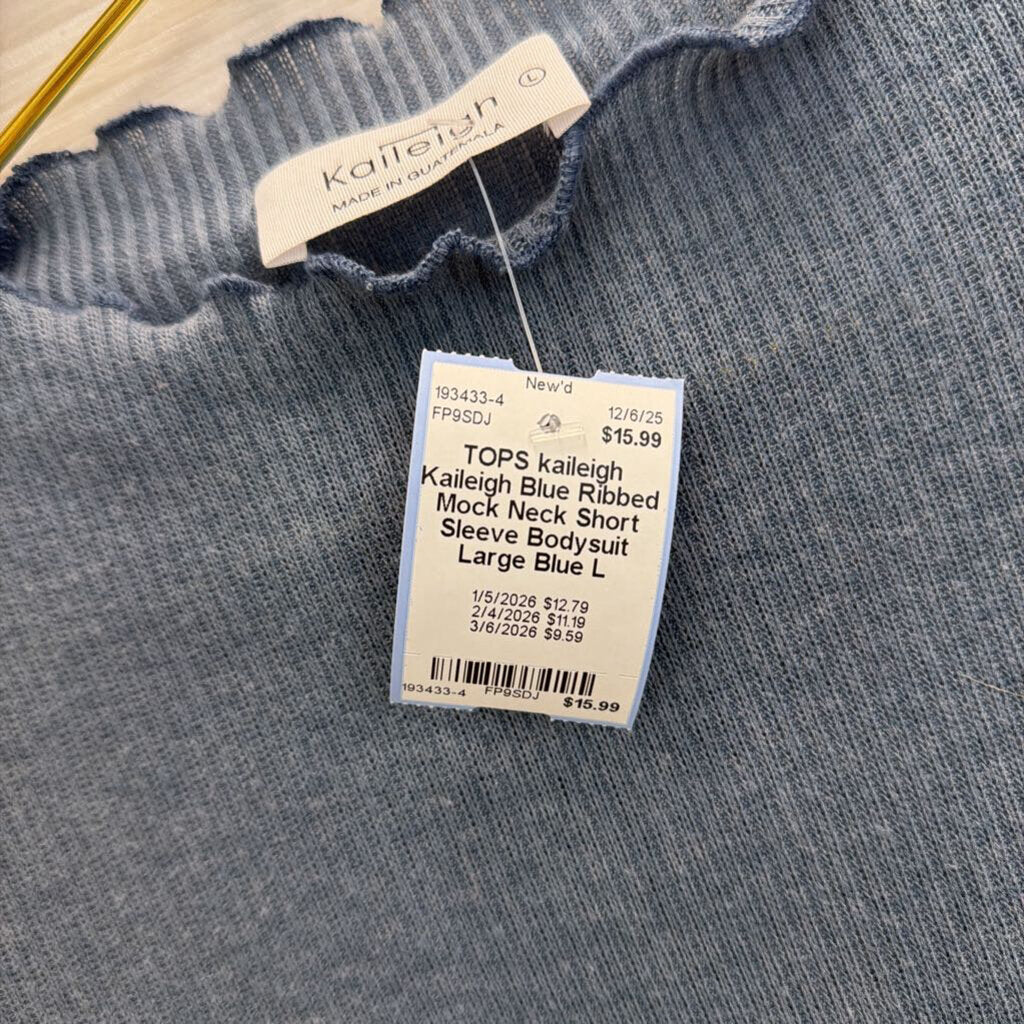 L
Kaileigh
MADE IN GUATEMALA
New'd
193433-4 12/6/25
FP9SDJ $15.99
TOPS kaileigh
Kaileigh Blue Ribbed
Mock Neck Short
Sleeve Bodysuit
Large Blue L
1/5/2026 $12.79
2/4/2026 $11.19
3/6/2026 $9.59
193433-4 FP9SDJ $15.99